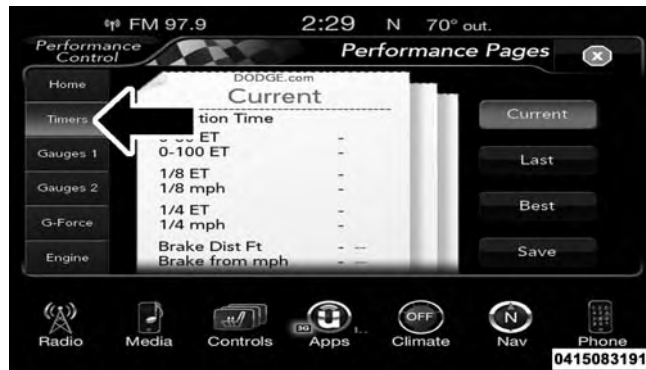 FM 97.9 2:29 N 70° out.
Performance Control
Performance Pages
Home
Timers
Gauges 1
Gauges 2
G-Force
Engine
DODGE.com
Current
tion Time
ET
0-100 ET -
1/8 ET -
1/8 mph -
1/4 ET -
1/4 mph -
Brake Dist Ft - --
Brake from mph - --
Current
Last
Best
Save
3G
OFF
N
Radio Media Controls Apps Climate Nav Phone
0415083191